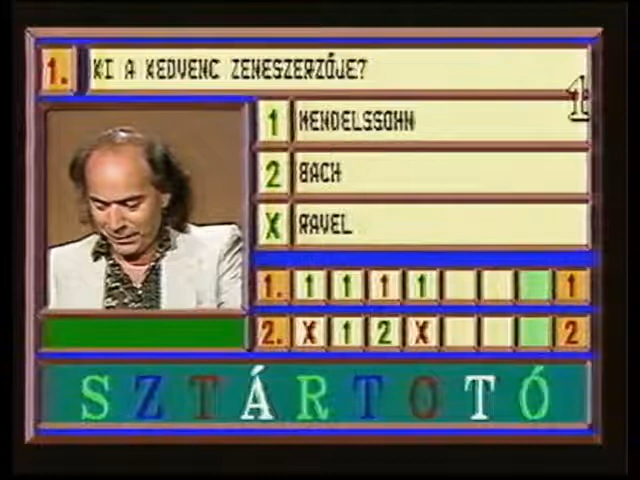 1. KI A KEDVENC ZENESZERZŐJE?
1
1 MENDELSSOHN
2 BACH
X RAVEL
1. 1 1 1 1 1
2. X 1 2 X 2
SZTÁRTOTÓ